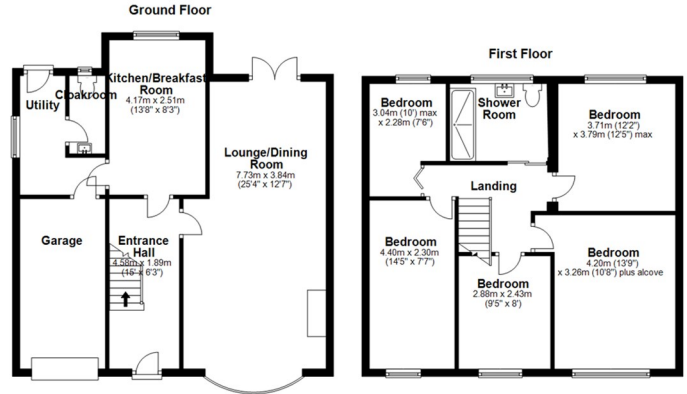 Ground Floor
Kitchen/Breakfast
Room
4.17m x 2.51m
(13'8" x 8'3")
Cloakroom
Utility
Lounge/Dining
Room
7.73m x 3.84m
(25'4" x 12'7")
Garage
Entrance
Hall
4.58m x 1.89m
(15' x 6'3")
First Floor
Bedroom
3.04m (10') max
x 2.28m (7'6")
Shower
Room
Bedroom
3.71m (12'2")
x 3.79m (12'5") max
Landing
Bedroom
4.40m x 2.30m
(14'5" x 7'7")
Bedroom
2.88m x 2.43m
(9'5" x 8')
Bedroom
4.20m (13'9")
x 3.26m (10'8") plus alcove